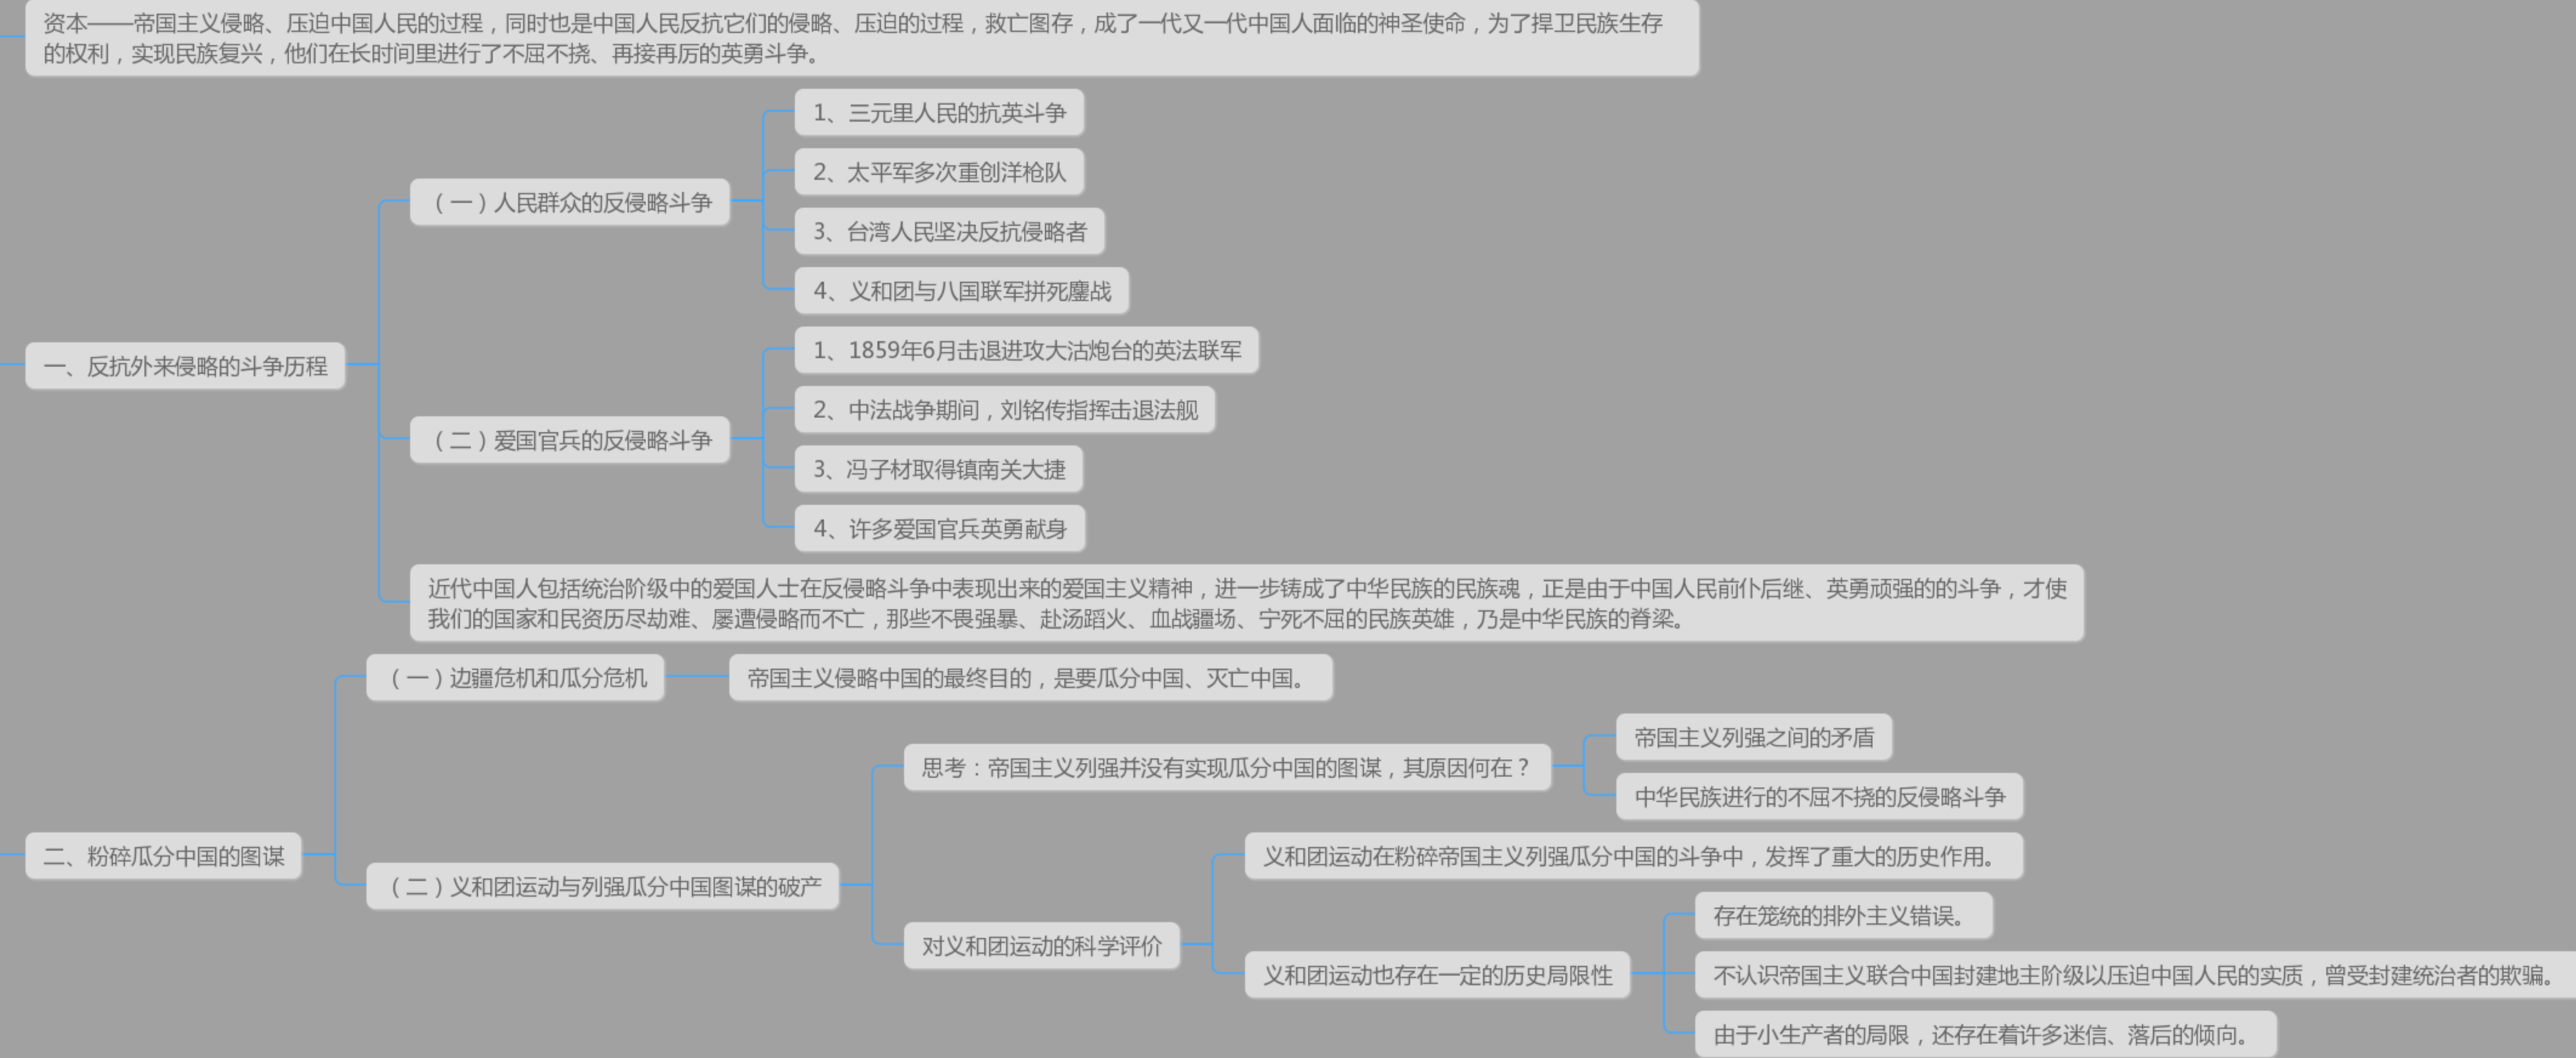 资本——帝国主义侵略、压迫中国人民的过程，同时也是中国人民反抗它们的侵略、压迫的过程，救亡图存，成了一代又一代中国人面临的神圣使命，为了捍卫民族生存
的权利，实现民族复兴，他们在长时间里进行了不屈不挠、再接再厉的英勇斗争。
一、反抗外来侵略的斗争历程
（一）人民群众的反侵略斗争
1、三元里人民的抗英斗争
2、太平军多次重创洋枪队
3、台湾人民坚决反抗侵略者
4、义和团与八国联军拼死鏖战
（二）爱国官兵的反侵略斗争
1、1859年6月击退进攻大沽炮台的英法联军
2、中法战争期间，刘铭传指挥击退法舰
3、冯子材取得镇南关大捷
4、许多爱国官兵英勇献身
近代中国人包括统治阶级中的爱国人士在反侵略斗争中表现出来的爱国主义精神，进一步铸成了中华民族的民族魂，正是由于中国人民前仆后继、英勇顽强的的斗争，才使
我们的国家和民资历尽劫难、屡遭侵略而不亡，那些不畏强暴、赴汤蹈火、血战疆场、宁死不屈的民族英雄，乃是中华民族的脊梁。
二、粉碎瓜分中国的图谋
（一）边疆危机和瓜分危机
帝国主义侵略中国的最终目的，是要瓜分中国、灭亡中国。
（二）义和团运动与列强瓜分中国图谋的破产
思考：帝国主义列强并没有实现瓜分中国的图谋，其原因何在？
帝国主义列强之间的矛盾
中华民族进行的不屈不挠的反侵略斗争
对义和团运动的科学评价
义和团运动在粉碎帝国主义列强瓜分中国的斗争中，发挥了重大的历史作用。
义和团运动也存在一定的历史局限性
存在笼统的排外主义错误。
不认识帝国主义联合中国封建地主阶级以压迫中国人民的实质，曾受封建统治者的欺骗。
由于小生产者的局限，还存在着许多迷信、落后的倾向。